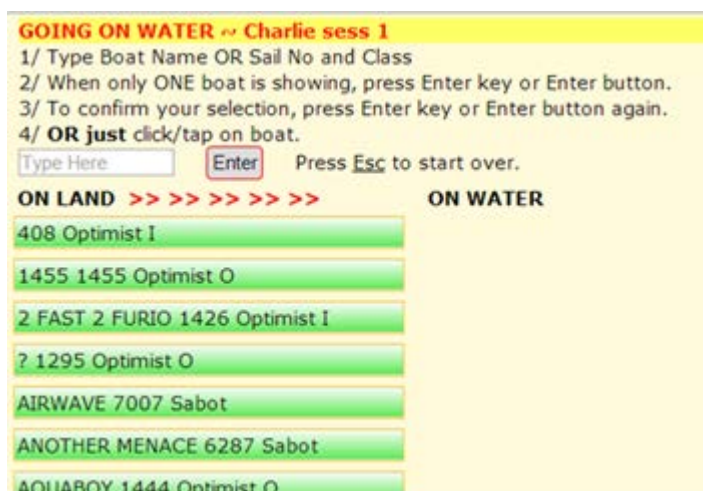 GOING ON WATER ~ Charlie sess 1
1/ Type Boat Name OR Sail No and Class
2/ When only ONE boat is showing, press Enter key or Enter button.
3/ To confirm your selection, press Enter key or Enter button again.
4/ OR just click/tap on boat.
Type Here Enter Press Esc to start over.
ON LAND >> >> >> >> >> ON WATER
408 Optimist I
1455 1455 Optimist O
2 FAST 2 FURIO 1426 Optimist I
? 1295 Optimist O
AIRWAVE 7007 Sabot
ANOTHER MENACE 6287 Sabot
AQUABOY 1444 Optimist O